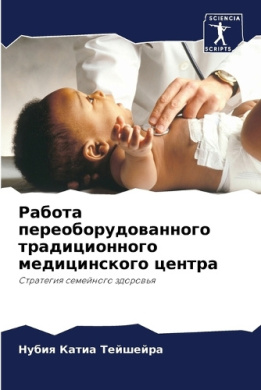 SCIENCIA
SCRIPTS
Работа
переоборудованного
традиционного
медицинского центра
Стратегия семейного здоровья
Нубия Катиа Тейшейра